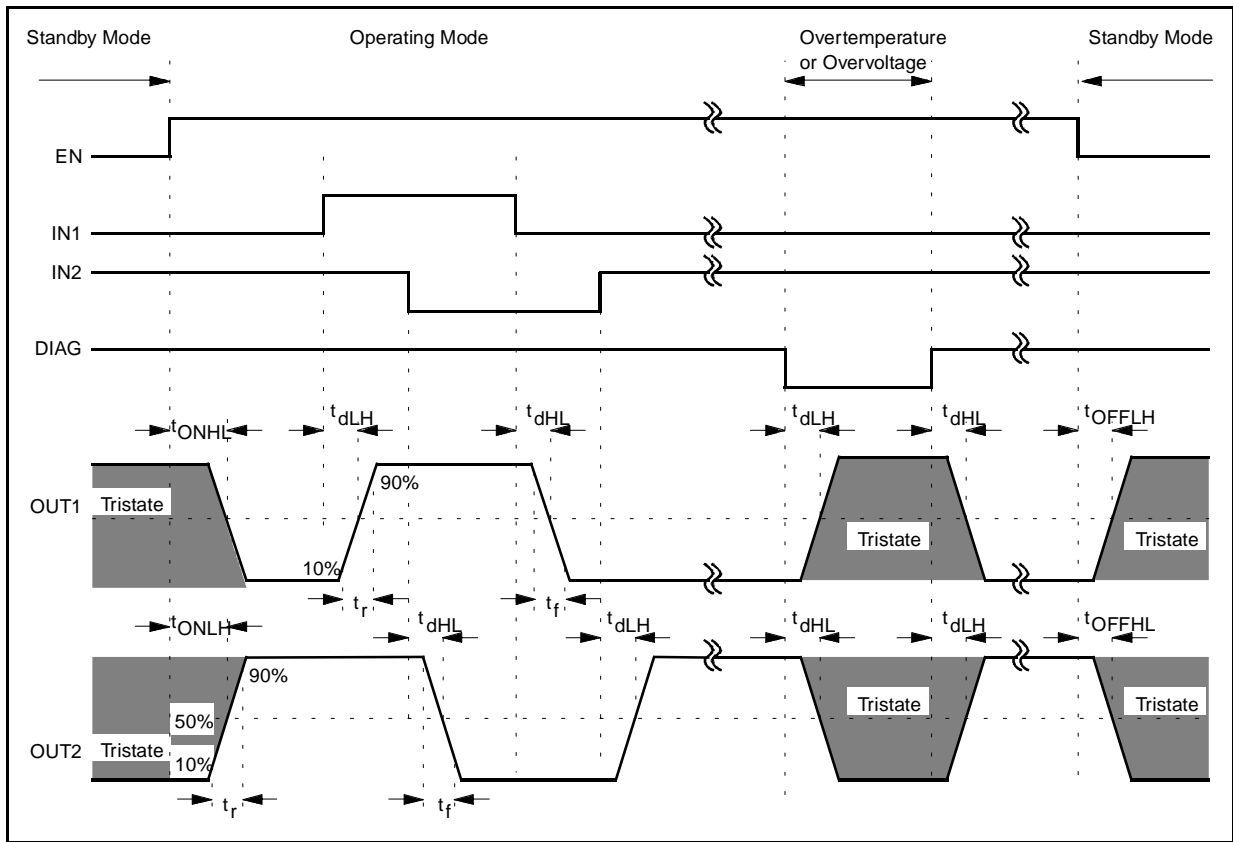 Standby Mode
Operating Mode
Overtemperature
or Overvoltage
Standby Mode
EN
IN1
IN2
DIAG
tONHL
tdLH
tdHL
tdLH
tdHL
tOFFLH
OUT1
Tristate
90%
10%
Tristate
Tristate
tr
tf
tONLH
tdHL
tdLH
tdHL
tdLH
tOFFHL
OUT2
90%
50%
Tristate
10%
Tristate
Tristate
tr
tf